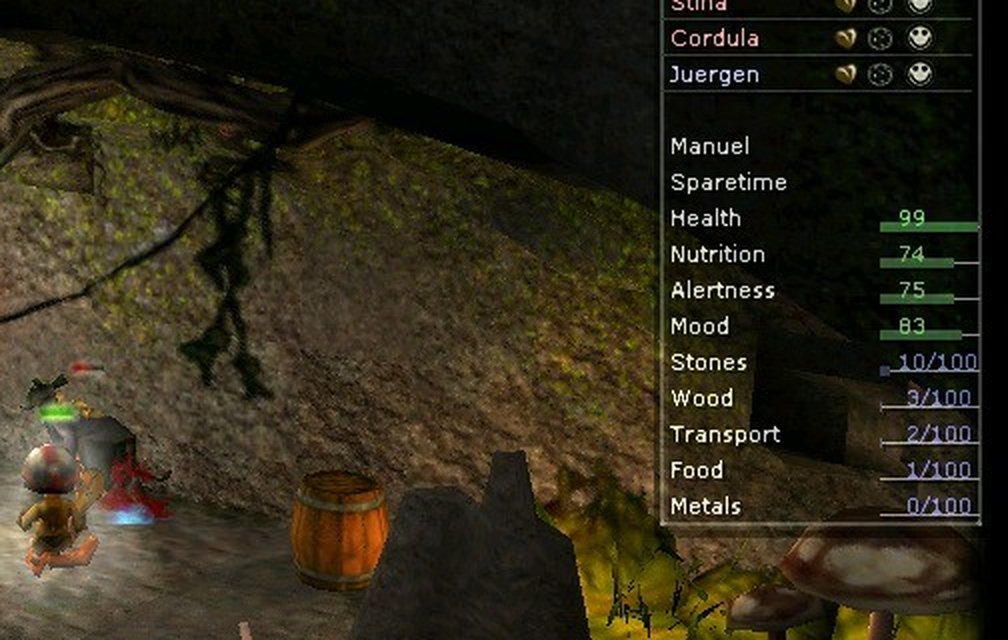 Stina
Cordula
Juergen
Manuel
Sparetime
Health 99
Nutrition 74
Alertness 75
Mood 83
Stones 10/100
Wood 3/100
Transport 2/100
Food 1/100
Metals 0/100